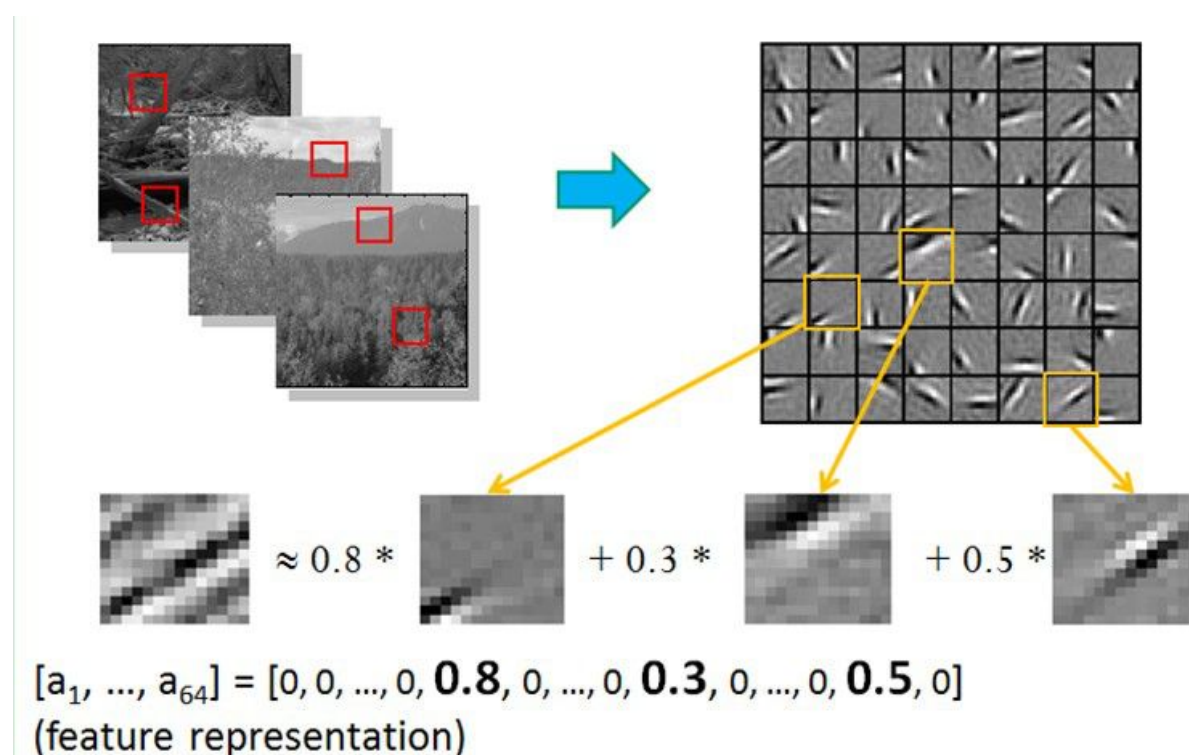 ≈ 0.8 * + 0.3 * + 0.5 *
[a₁, ..., a₆₄] = [0, 0, ..., 0, 0.8, 0, ..., 0, 0.3, 0, ..., 0, 0.5, 0]
(feature representation)